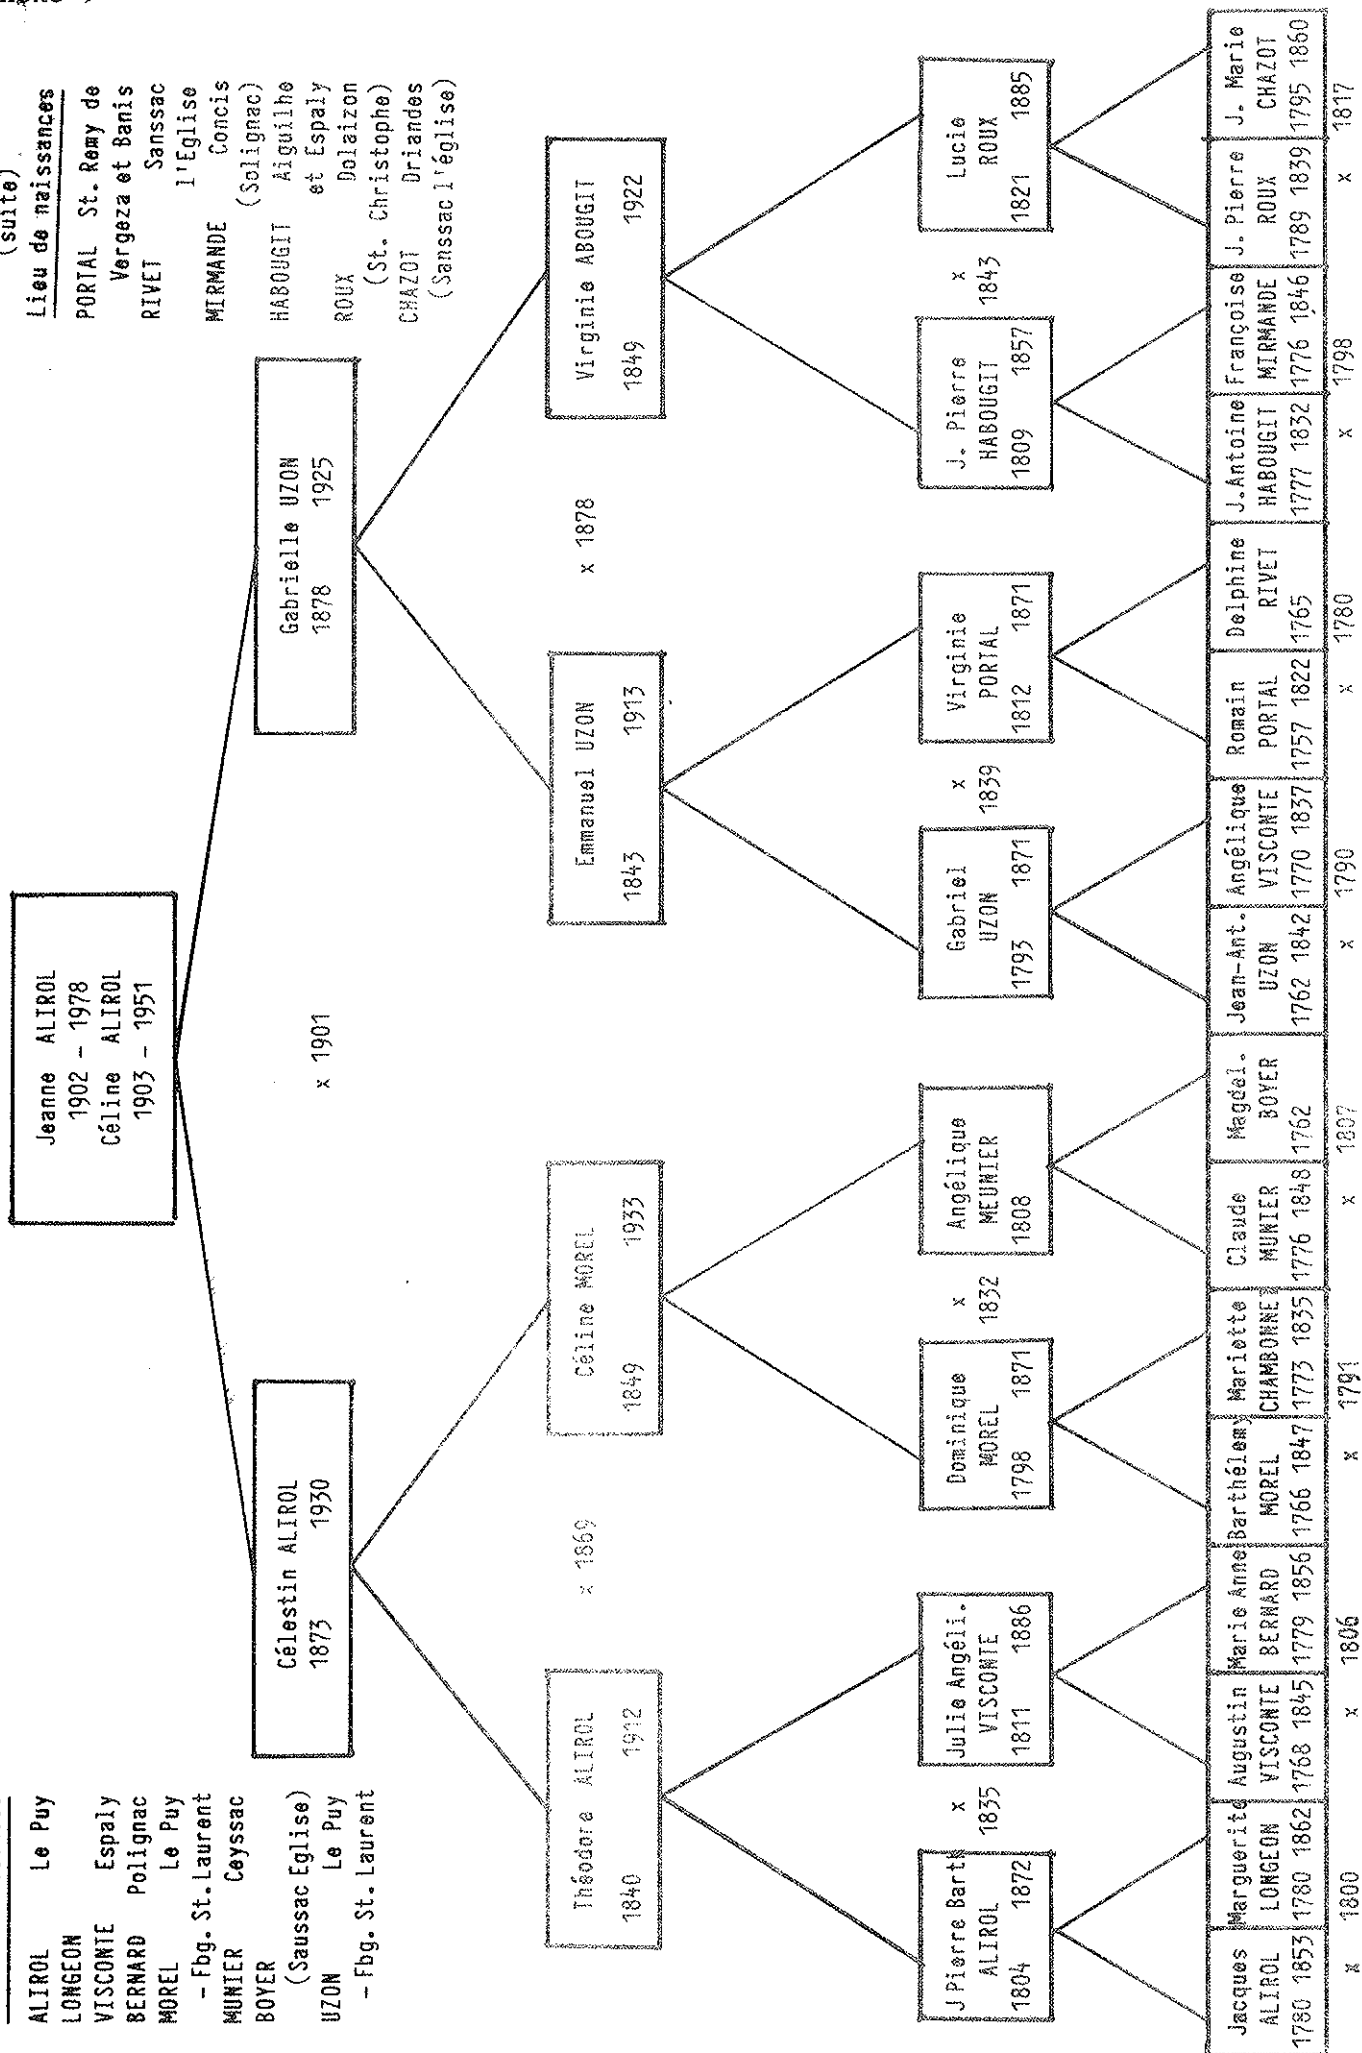 ALIROL Le Puy
LONGEON
VISCONTE Espaly
BERNARD Polignac
MOREL Le Puy
- Fbg. St. Laurent
MUNIER Ceyssac
BOYER
(Saussac Eglise)
UZON Le Puy
- Fbg. St. Laurent
(suite)
Lieu de naissances
PORTAL St. Remy de
Vergeza et Banis
RIVET Sanssac
l'Eglise
MIRMANDE Concis
(Solignac)
HABOUGIT Aiguilhe
et Espaly
ROUX Dolaizon
(St. Christophe)
CHAZOT Driandes
(Sanssac l'église)
Jeanne ALIROL
1902 - 1978
Céline ALIROL
1903 - 1951
x 1901
Célestin ALIROL
1873 1930
Gabrielle UZON
1878 1925
x 1869
x 1878
Théodore ALIROL
1840 1912
Céline MOREL
1849 1933
Emmanuel UZON
1843 1913
Virginie ABOUGIT
1849 1922
J Pierre Bart
ALIROL
1804 1872
x
1835
Julie Angéli.
VISCONTE
1811 1886
Dominique
MOREL
1798 1871
x
1832
Angélique
MEUNIER
1808
Gabriel
UZON
1793 1871
x
1839
Virginie
PORTAL
1812 1871
J. Pierre
HABOUGIT
1809 1857
x
1843
Lucie
ROUX
1821 1885
Jacques
ALIROL
1780 1853
Marguerite
LONGEON
1780 1862
Augustin
VISCONTE
1768 1845
Marie Anne
BERNARD
1779 1856
Barthélemy
MOREL
1766 1847
Mariette
CHAMBONNE
1773 1835
Claude
MUNIER
1776 1848
Magdel.
BOYER
1762
Jean-Ant.
UZON
1762 1842
Angélique
VISCONTE
1770 1837
Romain
PORTAL
1757 1822
Delphine
RIVET
1765
J.Antoine
HABOUGIT
1777 1832
Françoise
MIRMANDE
1776 1846
J. Pierre
ROUX
1789 1839
J. Marie
CHAZOT
1795 1860
x 1800
x 1806
x 1791
x 1807
x 1790
x 1780
x 1798
x 1817